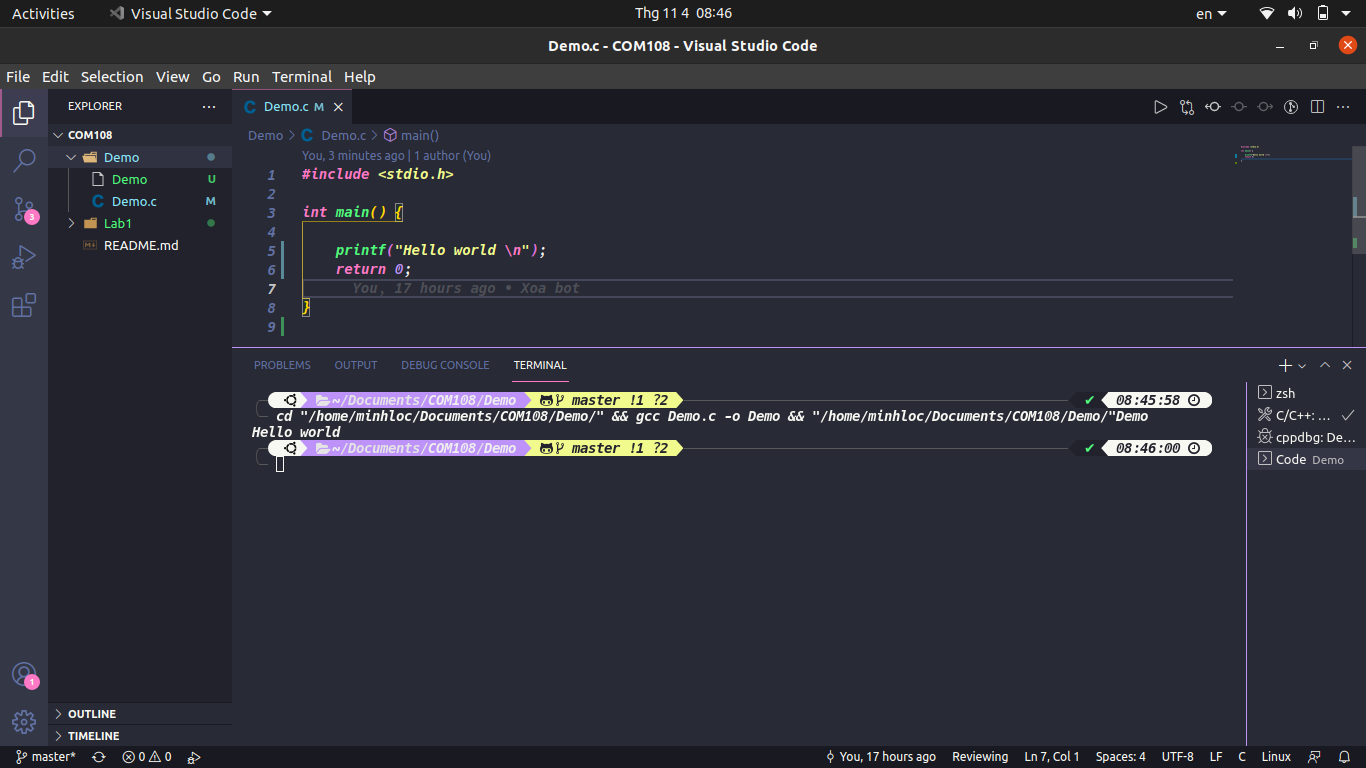 Activities Visual Studio Code Thg 11 4 08:46 en
Demo.c - COM108 - Visual Studio Code
File Edit Selection View Go Run Terminal Help
EXPLORER ···
COM108
Demo
Demo U
Demo.c M
Lab1
README.md
OUTLINE
TIMELINE
3
1
Demo.c M
Demo > Demo.c > main()
You, 3 minutes ago | 1 author (You)
1 #include <stdio.h>
2
3 int main() {
4
5 printf("Hello world \n");
6 return 0;
7 You, 17 hours ago • Xoa bot
8 }
9
PROBLEMS OUTPUT DEBUG CONSOLE TERMINAL
~/Documents/COM108/Demo master !1 ?2 ✔ 08:45:58
cd "/home/minhloc/Documents/COM108/Demo/" && gcc Demo.c -o Demo && "/home/minhloc/Documents/COM108/Demo/"Demo
Hello world
~/Documents/COM108/Demo master !1 ?2 ✔ 08:46:00
zsh
C/C++: ...
cppdbg: De...
Code Demo
master* 0 0 You, 17 hours ago Reviewing Ln 7, Col 1 Spaces: 4 UTF-8 LF C Linux